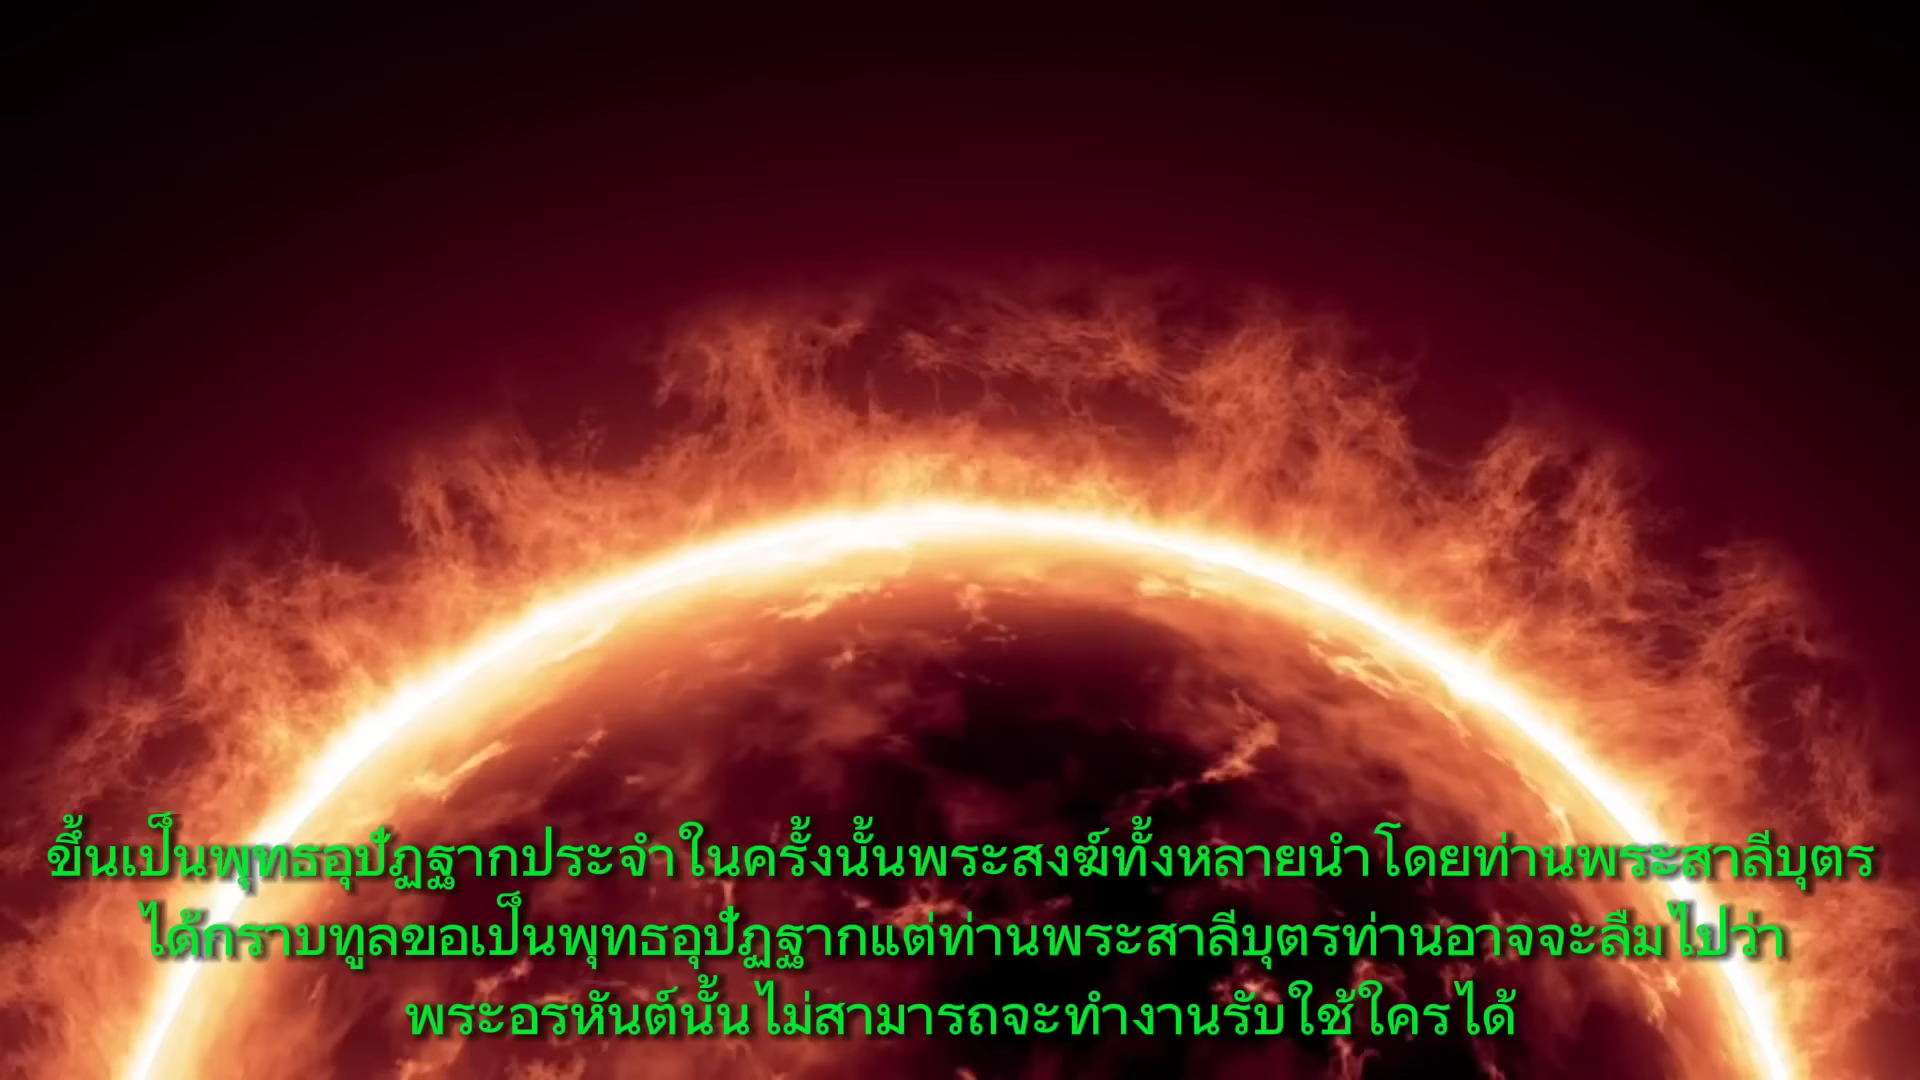 ขึ้นเป็นพุทธอุปัฏฐากประจำในครั้งนั้นพระสงฆ์ทั้งหลายนำโดยท่านพระสาลีบุตร
ได้กราบทูลขอเป็นพุทธอุปัฏฐากแต่ท่านพระสาลีบุตรท่านอาจจะลืมไปว่า
พระอรหันต์นั้นไม่สามารถจะทำงานรับใช้ใครได้